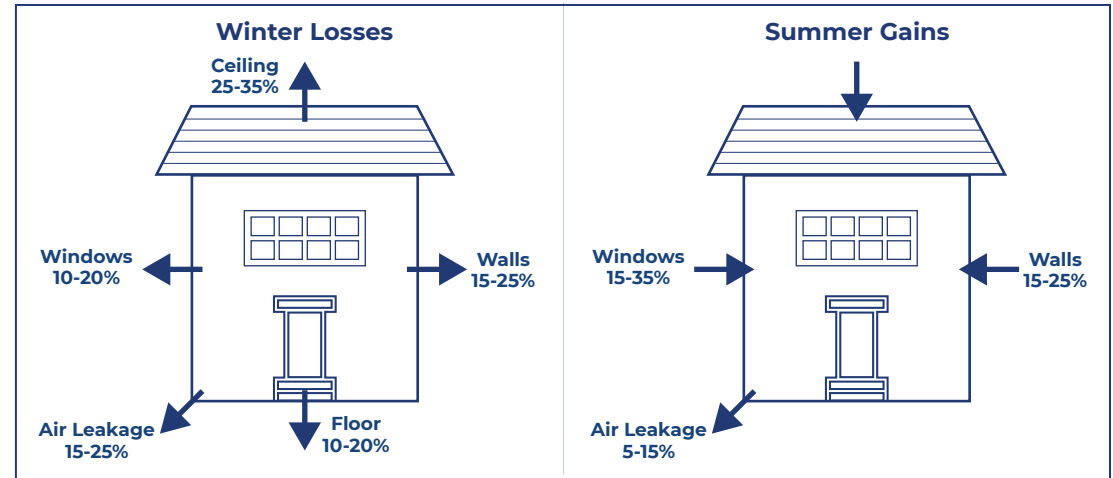 Winter Losses
Ceiling
25-35%
Windows
10-20%
Walls
15-25%
Air Leakage
15-25%
Floor
10-20%
Summer Gains
Windows
15-35%
Walls
15-25%
Air Leakage
5-15%